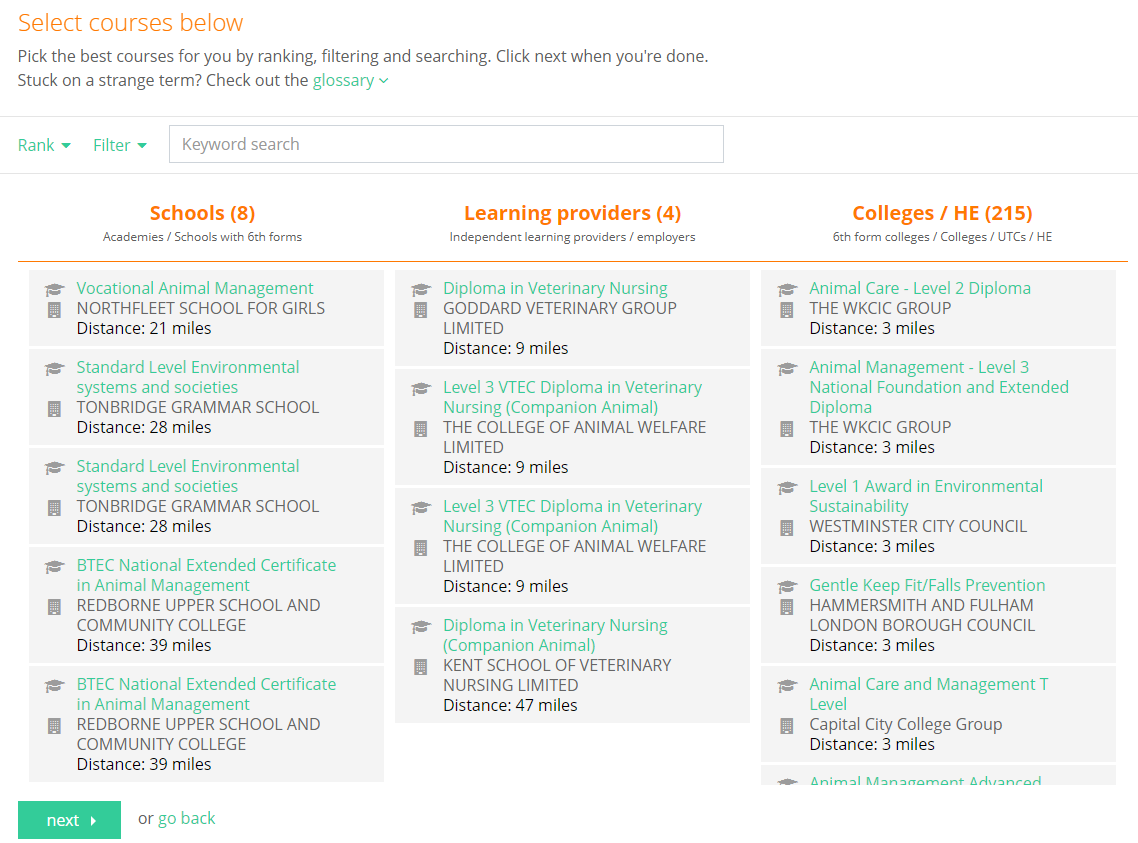 Select courses below
Pick the best courses for you by ranking, filtering and searching. Click next when you're done.
Stuck on a strange term? Check out the glossary
Rank
Filter
Keyword search
Schools (8)
Academies / Schools with 6th forms
Vocational Animal Management
NORTHFLEET SCHOOL FOR GIRLS
Distance: 21 miles
Standard Level Environmental
systems and societies
TONBRIDGE GRAMMAR SCHOOL
Distance: 28 miles
Standard Level Environmental
systems and societies
TONBRIDGE GRAMMAR SCHOOL
Distance: 28 miles
BTEC National Extended Certificate
in Animal Management
REDBORNE UPPER SCHOOL AND
COMMUNITY COLLEGE
Distance: 39 miles
BTEC National Extended Certificate
in Animal Management
REDBORNE UPPER SCHOOL AND
COMMUNITY COLLEGE
Distance: 39 miles
Learning providers (4)
Independent learning providers / employers
Diploma in Veterinary Nursing
GODDARD VETERINARY GROUP
LIMITED
Distance: 9 miles
Level 3 VTEC Diploma in Veterinary
Nursing (Companion Animal)
THE COLLEGE OF ANIMAL WELFARE
LIMITED
Distance: 9 miles
Level 3 VTEC Diploma in Veterinary
Nursing (Companion Animal)
THE COLLEGE OF ANIMAL WELFARE
LIMITED
Distance: 9 miles
Diploma in Veterinary Nursing
(Companion Animal)
KENT SCHOOL OF VETERINARY
NURSING LIMITED
Distance: 47 miles
Colleges / HE (215)
6th form colleges / Colleges / UTCs / HE
Animal Care - Level 2 Diploma
THE WKCIC GROUP
Distance: 3 miles
Animal Management - Level 3
National Foundation and Extended
Diploma
THE WKCIC GROUP
Distance: 3 miles
Level 1 Award in Environmental
Sustainability
WESTMINSTER CITY COUNCIL
Distance: 3 miles
Gentle Keep Fit/Falls Prevention
HAMMERSMITH AND FULHAM
LONDON BOROUGH COUNCIL
Distance: 3 miles
Animal Care and Management T
Level
Capital City College Group
Distance: 3 miles
Animal Management Advanced
next
or go back